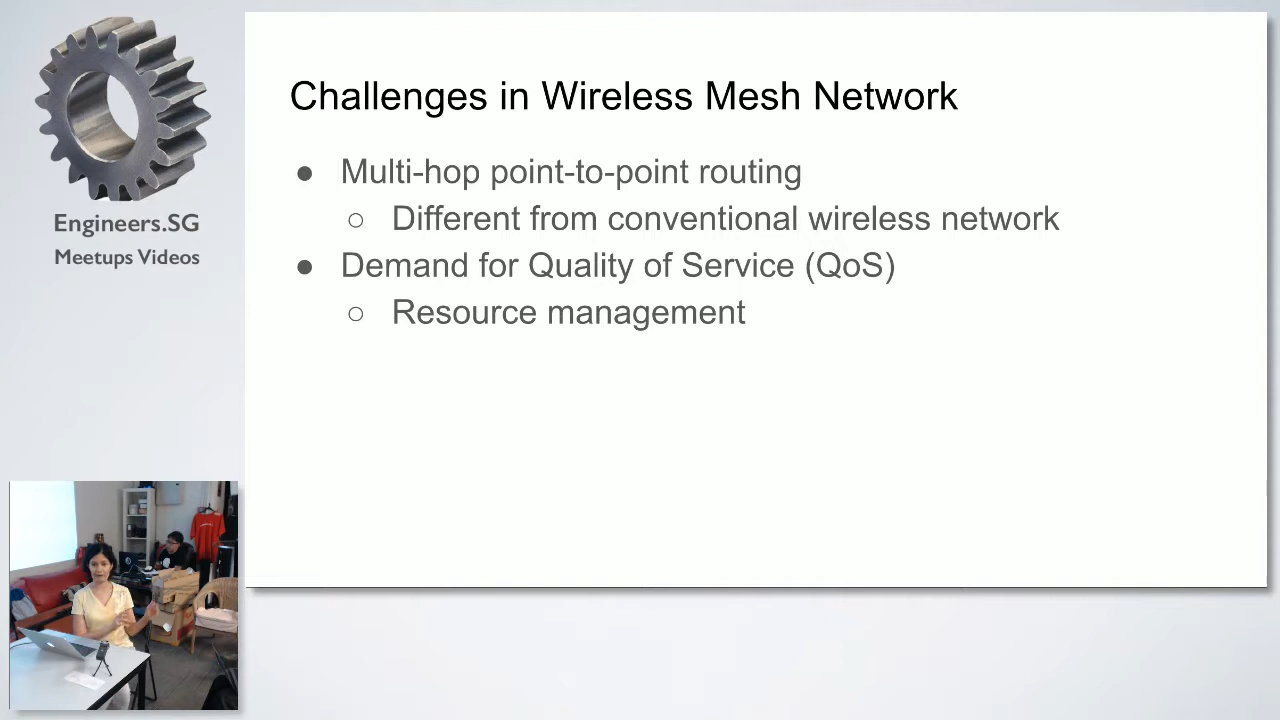 Engineers.SG
Meetups Videos
Challenges in Wireless Mesh Network
● Multi-hop point-to-point routing
○ Different from conventional wireless network
● Demand for Quality of Service (QoS)
○ Resource management